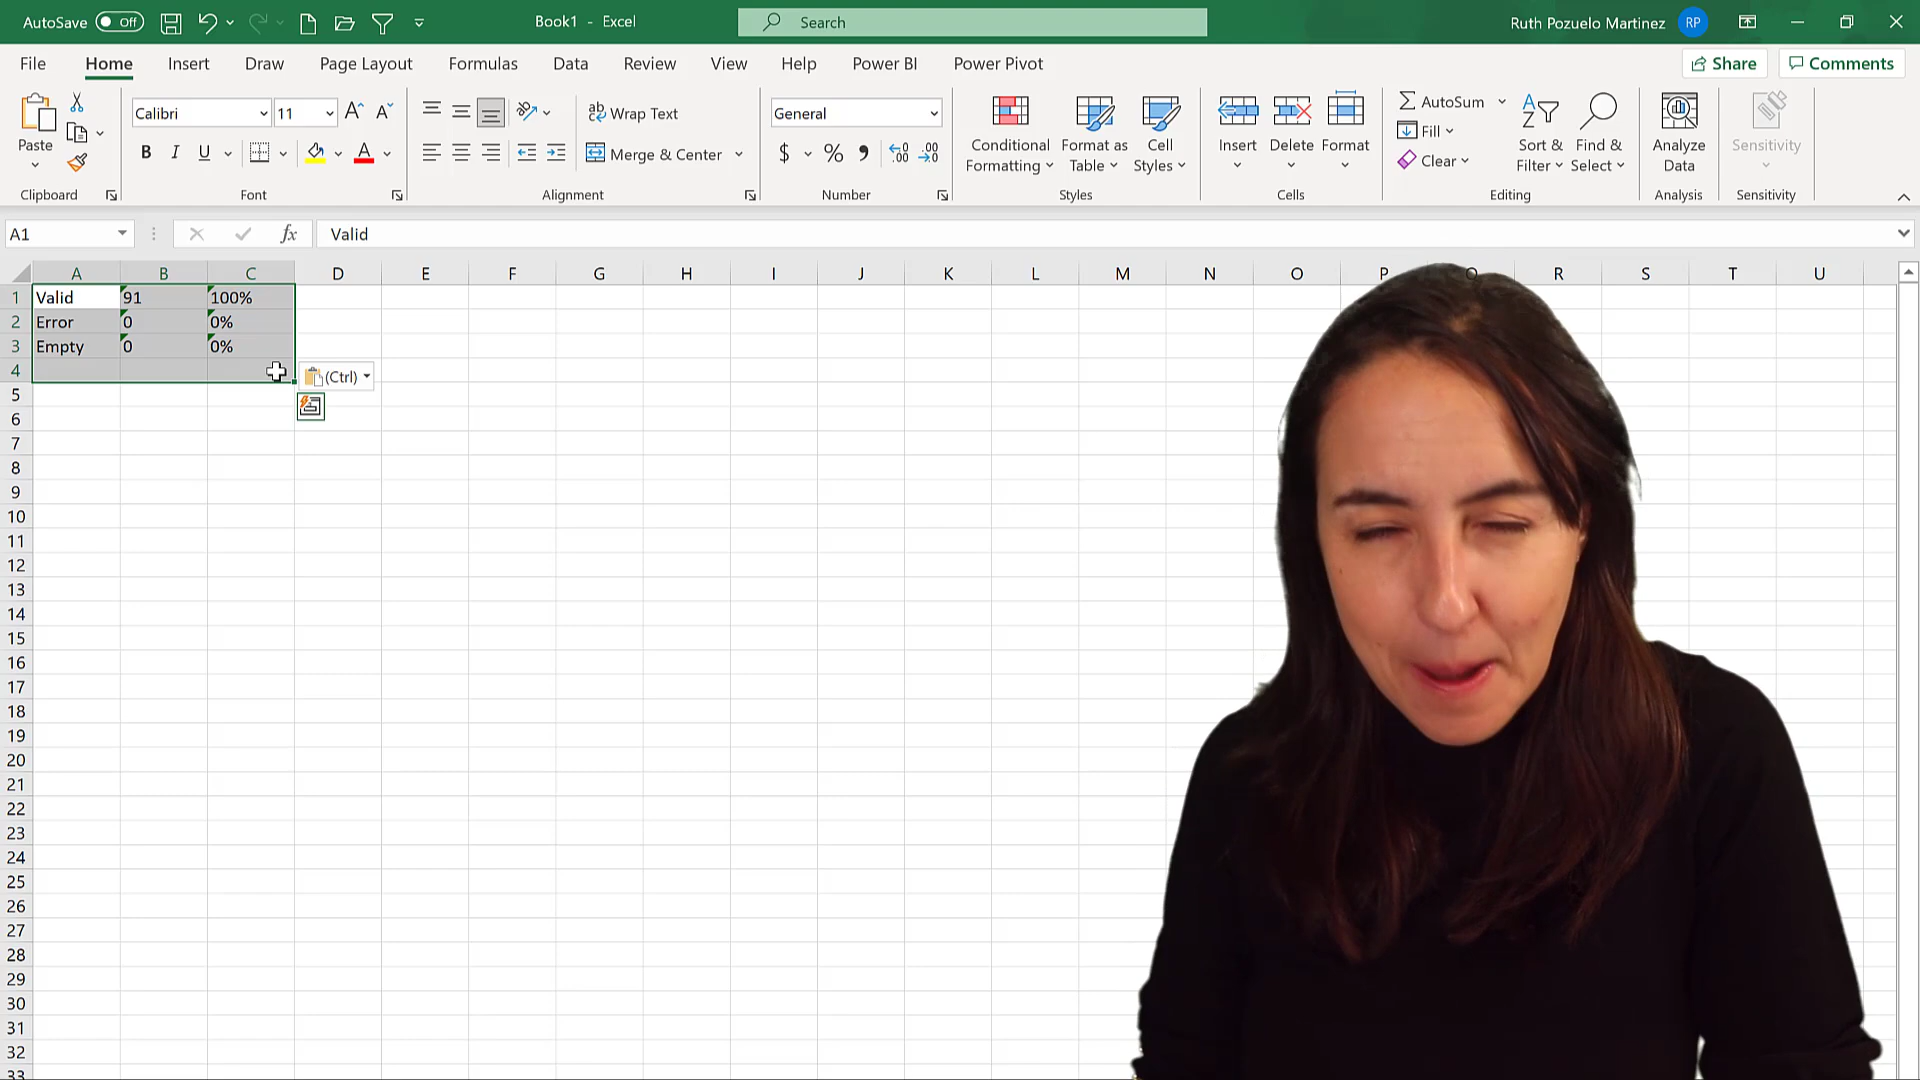 AutoSave Off Book1 - Excel Search Ruth Pozuelo Martinez RP
File Home Insert Draw Page Layout Formulas Data Review View Help Power BI Power Pivot Share Comments
Paste
Clipboard
Calibri 11
B I U A
Font
ab Wrap Text
Merge & Center
Alignment
General
$ % 9 .00 .00
Number
Conditional Formatting
Format as Table
Cell Styles
Styles
Insert Delete Format
Cells
AutoSum
Fill
Clear
Sort & Filter
Find & Select
Editing
Analyze Data
Analysis
Sensitivity
Sensitivity
A1 fx Valid
A B C D E F G H I J K L M N O P Q R S T U
1 Valid 91 100%
2 Error 0 0%
3 Empty 0 0%
4 (Ctrl)
5
6
7
8
9
10
11
12
13
14
15
16
17
18
19
20
21
22
23
24
25
26
27
28
29
30
31
32
33